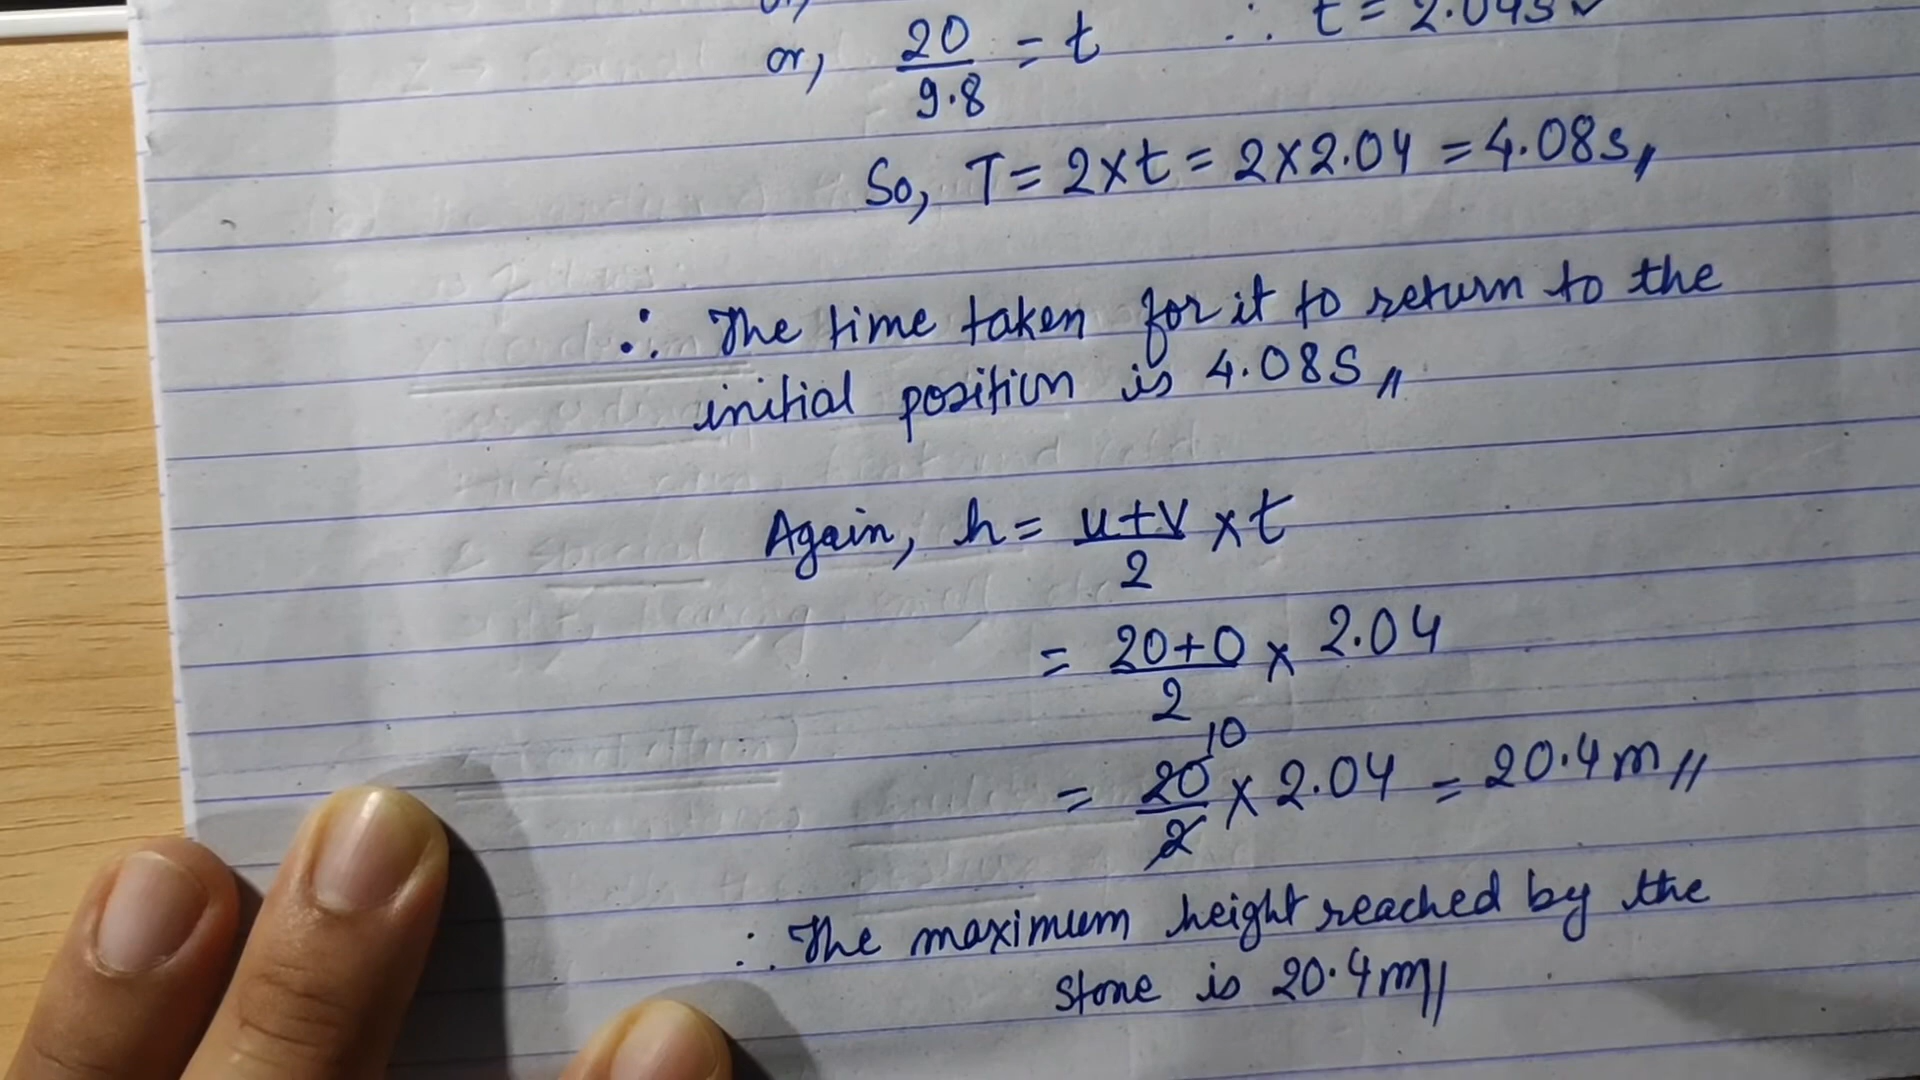 or, 20/9.8 = t ∴ t = 2.04s ✓
So, T = 2×t = 2×2.04 = 4.08s//
∴ The time taken for it to return to the
initial position is 4.08S //
Again, h = u+v/2 × t
= 20+0/2 × 2.04
= 20/2 10 × 2.04 = 20.4 m //
∴ The maximum height reached by the
stone is 20.4m//